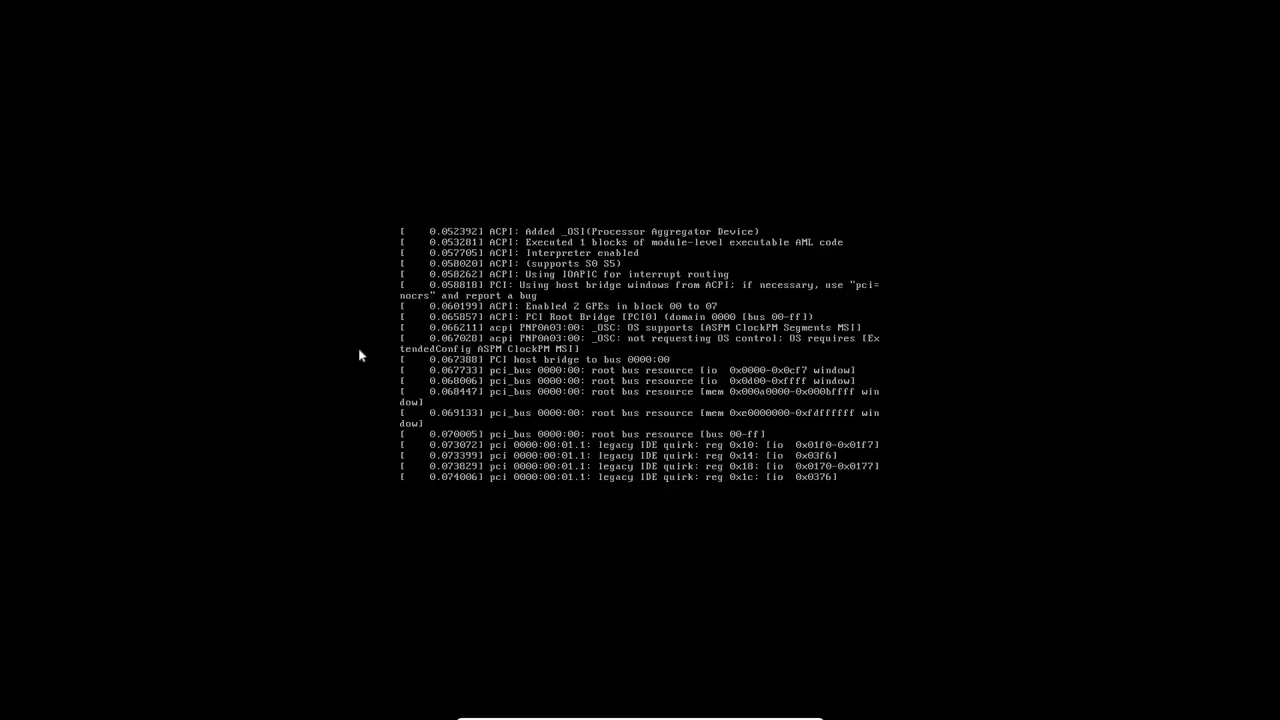 [    0.052392] ACPI: Added _OSI(Processor Aggregator Device)
[    0.053281] ACPI: Executed 1 blocks of module-level executable AML code
[    0.057705] ACPI: Interpreter enabled
[    0.058020] ACPI: (supports S0 S5)
[    0.058262] ACPI: Using IOAPIC for interrupt routing
[    0.058818] PCI: Using host bridge windows from ACPI; if necessary, use "pci=
nocrs" and report a bug
[    0.060199] ACPI: Enabled 2 GPEs in block 00 to 07
[    0.065857] ACPI: PCI Root Bridge [PCI0] (domain 0000 [bus 00-ff])
[    0.066211] acpi PNP0A03:00: _OSC: OS supports [ASPM ClockPM Segments MSI]
[    0.067028] acpi PNP0A03:00: _OSC: not requesting OS control; OS requires [Ex
tendedConfig ASPM ClockPM MSI]
[    0.067388] PCI host bridge to bus 0000:00
[    0.067733] pci_bus 0000:00: root bus resource [io  0x0000-0x0cf7 window]
[    0.068006] pci_bus 0000:00: root bus resource [io  0x0d00-0xffff window]
[    0.068447] pci_bus 0000:00: root bus resource [mem 0x000a0000-0x000bffff win
dow]
[    0.069133] pci_bus 0000:00: root bus resource [mem 0xe0000000-0xfdffffff win
dow]
[    0.070005] pci_bus 0000:00: root bus resource [bus 00-ff]
[    0.073072] pci 0000:00:01.1: legacy IDE quirk: reg 0x10: [io  0x01f0-0x01f7]
[    0.073399] pci 0000:00:01.1: legacy IDE quirk: reg 0x14: [io  0x03f6]
[    0.073829] pci 0000:00:01.1: legacy IDE quirk: reg 0x18: [io  0x0170-0x0177]
[    0.074006] pci 0000:00:01.1: legacy IDE quirk: reg 0x1c: [io  0x0376]